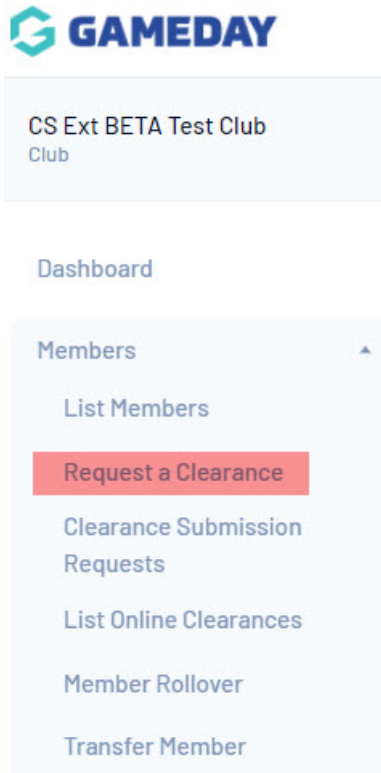 GAMEDAY
CS Ext BETA Test Club
Club
Dashboard
Members
List Members
Request a Clearance
Clearance Submission
Requests
List Online Clearances
Member Rollover
Transfer Member